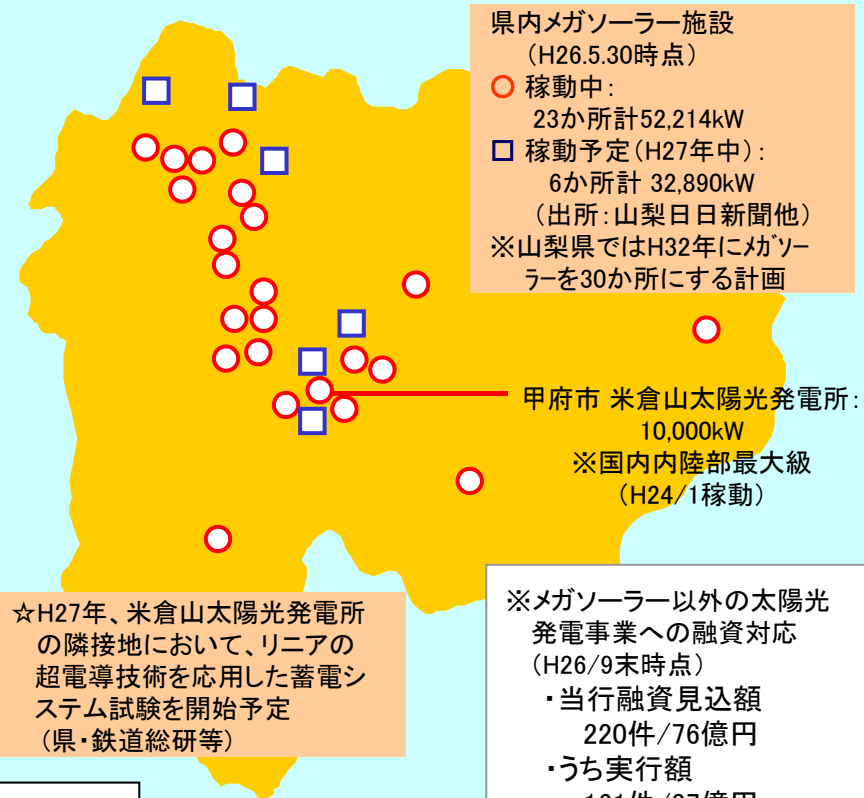 県内メガソーラー施設
(H26.5.30時点)
○ 稼動中:
23か所計52,214kW
□ 稼動予定(H27年中):
6か所計 32,890kW
(出所:山梨日日新聞他)
※山梨県ではH32年にメガソー
ラーを30か所にする計画
甲府市 米倉山太陽光発電所:
10,000kW
※国内内陸部最大級
(H24/1稼動)
☆H27年、米倉山太陽光発電所
の隣接地において、リニアの
超電導技術を応用した蓄電シ
ステム試験を開始予定
(県・鉄道総研等)
※メガソーラー以外の太陽光
発電事業への融資対応
(H26/9末時点)
・当行融資見込額
220件/76億円
・うち実行額